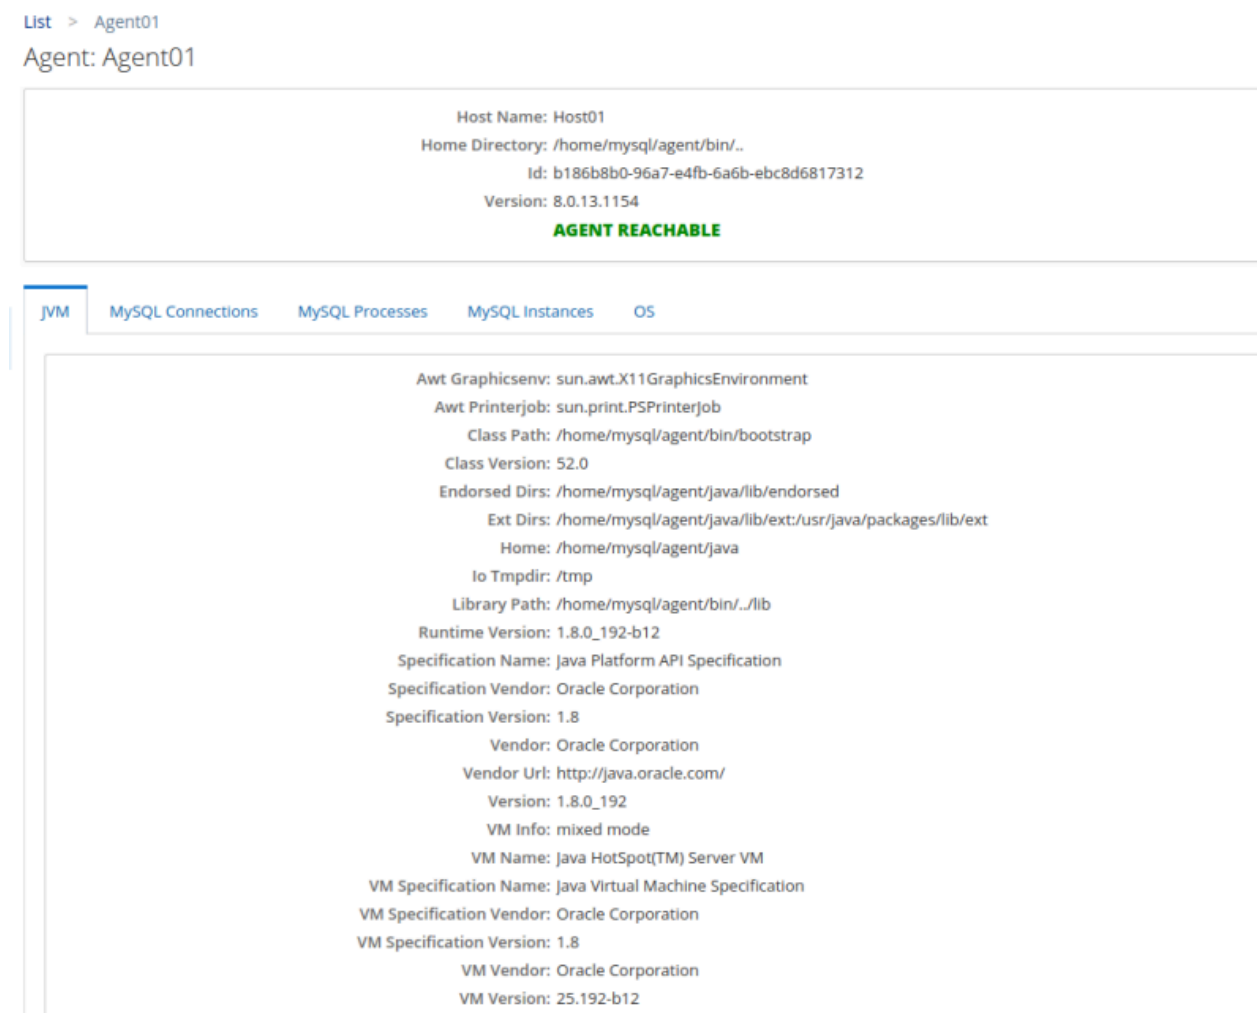 List > Agent01
Agent: Agent01
Host Name: Host01
Home Directory: /home/mysql/agent/bin/..
Id: b186b8b0-96a7-e4fb-6a6b-ebc8d6817312
Version: 8.0.13.1154
AGENT REACHABLE
JVM MySQL Connections MySQL Processes MySQL Instances OS
Awt Graphicsenv: sun.awt.X11GraphicsEnvironment
Awt Printerjob: sun.print.PSPrinterJob
Class Path: /home/mysql/agent/bin/bootstrap
Class Version: 52.0
Endorsed Dirs: /home/mysql/agent/java/lib/endorsed
Ext Dirs: /home/mysql/agent/java/lib/ext:/usr/java/packages/lib/ext
Home: /home/mysql/agent/java
Io Tmpdir: /tmp
Library Path: /home/mysql/agent/bin/../lib
Runtime Version: 1.8.0_192-b12
Specification Name: Java Platform API Specification
Specification Vendor: Oracle Corporation
Specification Version: 1.8
Vendor: Oracle Corporation
Vendor Url: http://java.oracle.com/
Version: 1.8.0_192
VM Info: mixed mode
VM Name: Java HotSpot(TM) Server VM
VM Specification Name: Java Virtual Machine Specification
VM Specification Vendor: Oracle Corporation
VM Specification Version: 1.8
VM Vendor: Oracle Corporation
VM Version: 25.192-b12